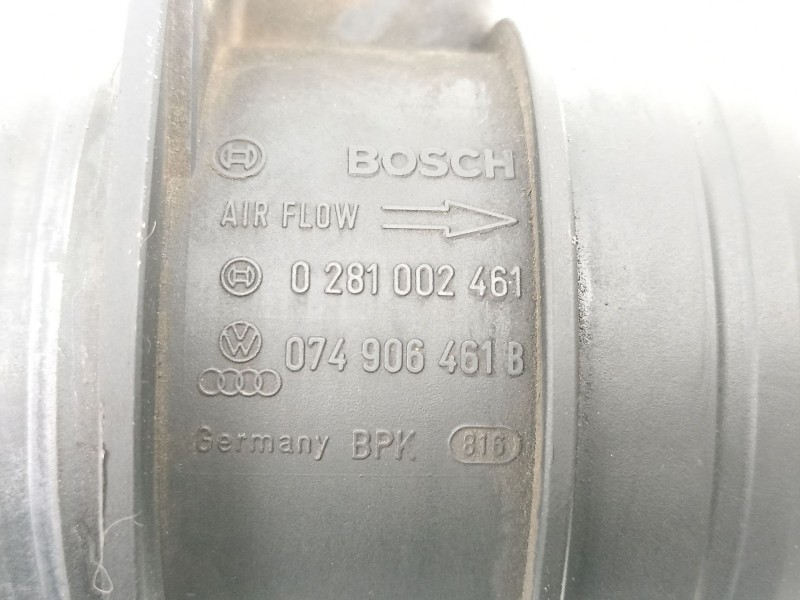 BOSCH
AIR FLOW
0 281 002 461
074 906 461 B
Germany BPK 816